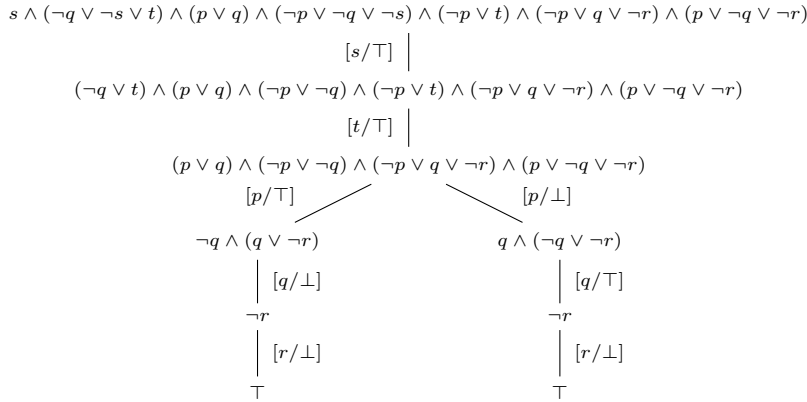 s ∧ (¬q ∨ ¬s ∨ t) ∧ (p ∨ q) ∧ (¬p ∨ ¬q ∨ ¬s) ∧ (¬p ∨ t) ∧ (¬p ∨ q ∨ ¬r) ∧ (p ∨ ¬q ∨ ¬r)
[s/⊤]
(¬q ∨ t) ∧ (p ∨ q) ∧ (¬p ∨ ¬q) ∧ (¬p ∨ t) ∧ (¬p ∨ q ∨ ¬r) ∧ (p ∨ ¬q ∨ ¬r)
[t/⊤]
(p ∨ q) ∧ (¬p ∨ ¬q) ∧ (¬p ∨ q ∨ ¬r) ∧ (p ∨ ¬q ∨ ¬r)
[p/⊤] [p/⊥]
¬q ∧ (q ∨ ¬r) q ∧ (¬q ∨ ¬r)
[q/⊥] [q/⊤]
¬r ¬r
[r/⊥] [r/⊥]
⊤ ⊤